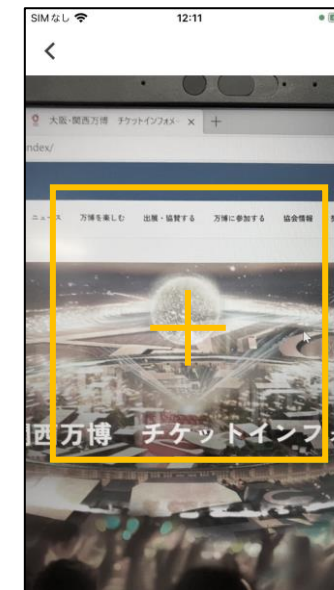 SIMなし
12:11
大阪・関西万博 チケットインフォメー
ndex/
ニュース 万博を楽しむ 出展・協賛する 万博に参加する 協会情報
西万博 チケットインフ